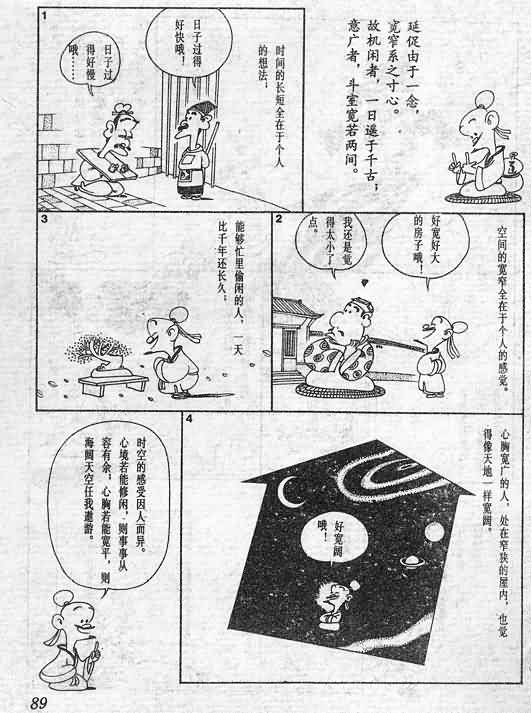 延促由于一念,
宽窄系之寸心。
故机闲者,一日遥于千古;
意广者,斗室宽若两间。
1
时间的长短全在于个人
的想法;
日子过得
好快哦!
日子过
得好慢
哦……
2
空间的宽窄全在于个人的感觉。
好宽好大
的房子哦!
我还是觉
得太小了
点。
3
能够忙里偷闲的人,一天
比千年还长久。
4
心胸宽广的人,处在窄狭的屋内,也觉
得像天地一样宽阔。
好宽阔
哦!
时空的感受因人而异。
心境若能修闲,则事事从
容有余;心胸若能宽平,则
海阔天空任我遨游。
89